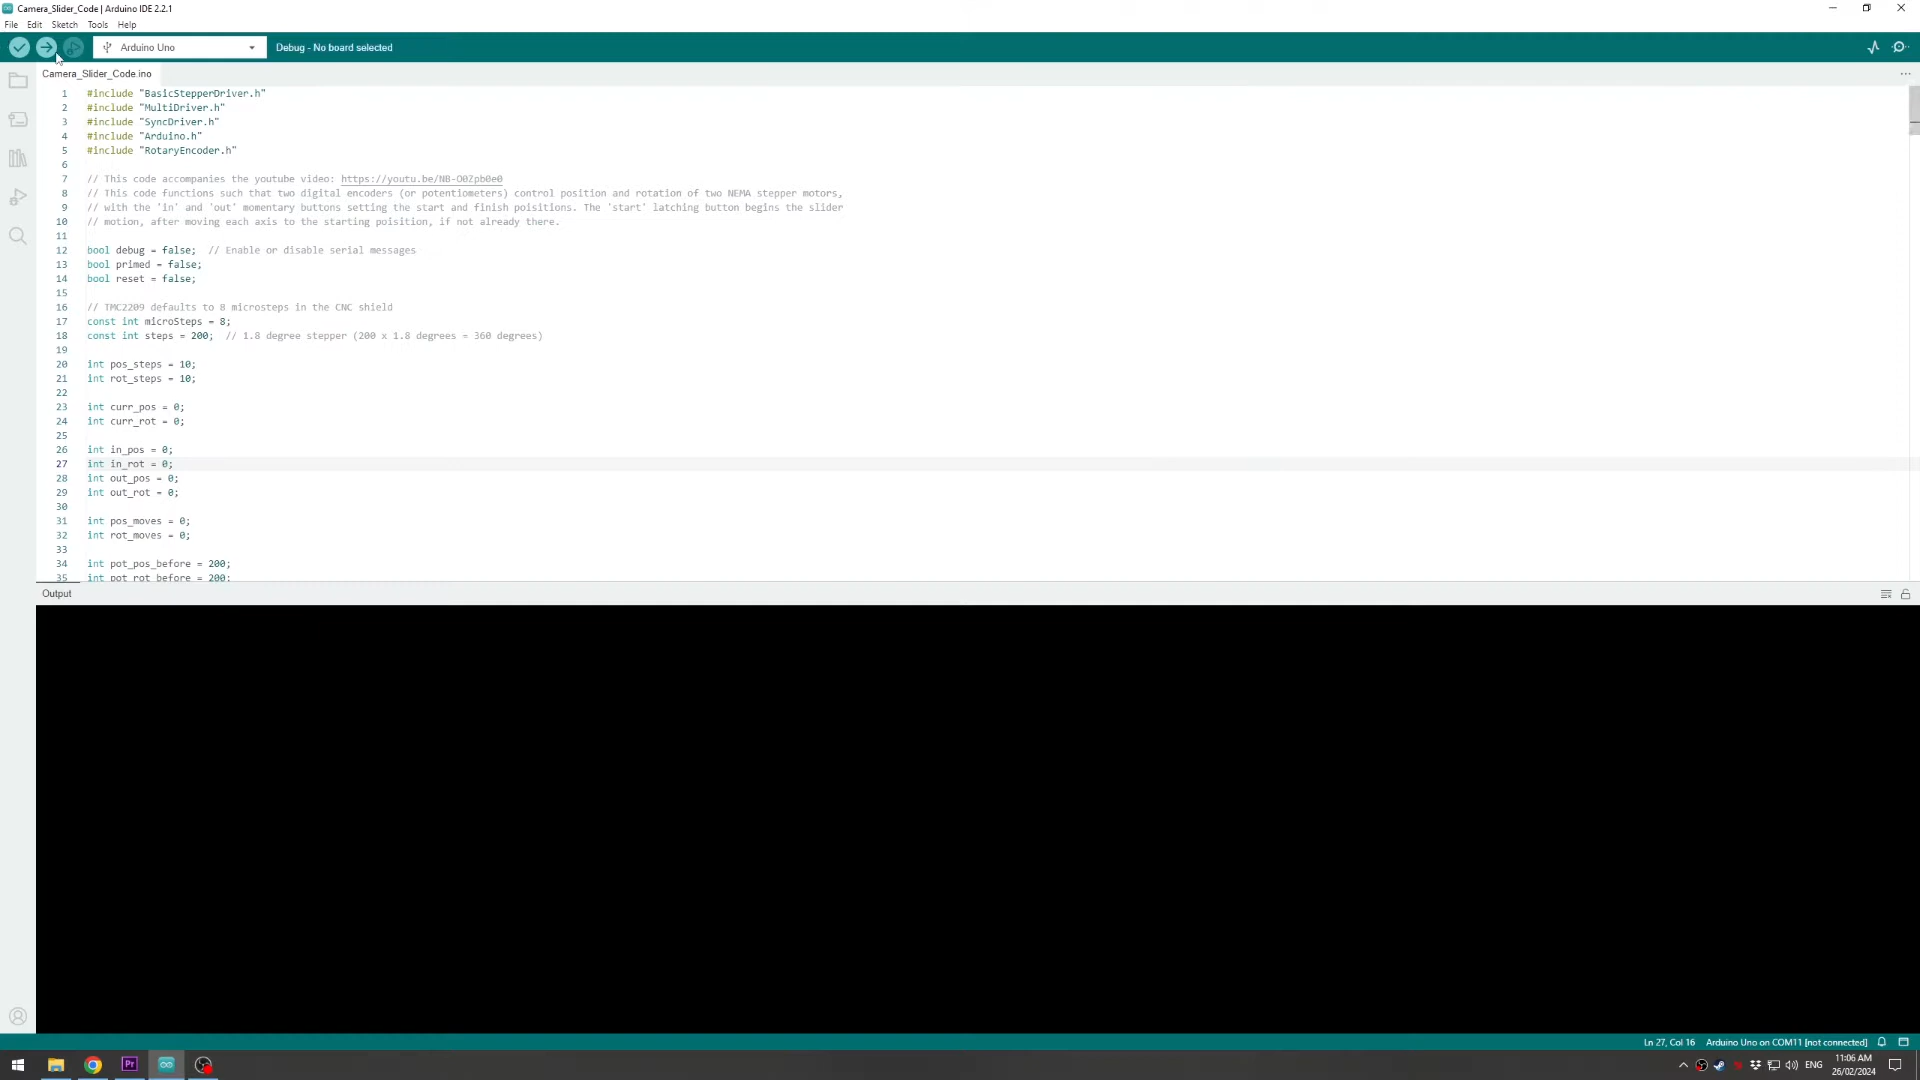 Camera_Slider_Code | Arduino IDE 2.2.1
File Edit Sketch Tools Help
Arduino Uno
Debug - No board selected
Camera_Slider_Code.ino
1 #include "BasicStepperDriver.h"
2 #include "MultiDriver.h"
3 #include "SyncDriver.h"
4 #include "Arduino.h"
5 #include "RotaryEncoder.h"
6
7 // This code accompanies the youtube video: https://youtu.be/NB-O0Zpb0e0
8 // This code functions such that two digital encoders (or potentiometers) control position and rotation of two NEMA stepper motors,
9 // with the 'in' and 'out' momentary buttons setting the start and finish poisitions. The 'start' latching button begins the slider
10 // motion, after moving each axis to the starting poisition, if not already there.
11
12 bool debug = false;  // Enable or disable serial messages
13 bool primed = false;
14 bool reset = false;
15
16 // TMC2209 defaults to 8 microsteps in the CNC shield
17 const int microSteps = 8;
18 const int steps = 200;  // 1.8 degree stepper (200 x 1.8 degrees = 360 degrees)
19
20 int pos_steps = 10;
21 int rot_steps = 10;
22
23 int curr_pos = 0;
24 int curr_rot = 0;
25
26 int in_pos = 0;
27 int in_rot = 0;
28 int out_pos = 0;
29 int out_rot = 0;
30
31 int pos_moves = 0;
32 int rot_moves = 0;
33
34 int pot_pos_before = 200;
35 int pot_rot_before = 200;
Output
Ln 27, Col 16 Arduino Uno on COM11 [not connected]
Pr
ENG
11:06 AM
26/02/2024